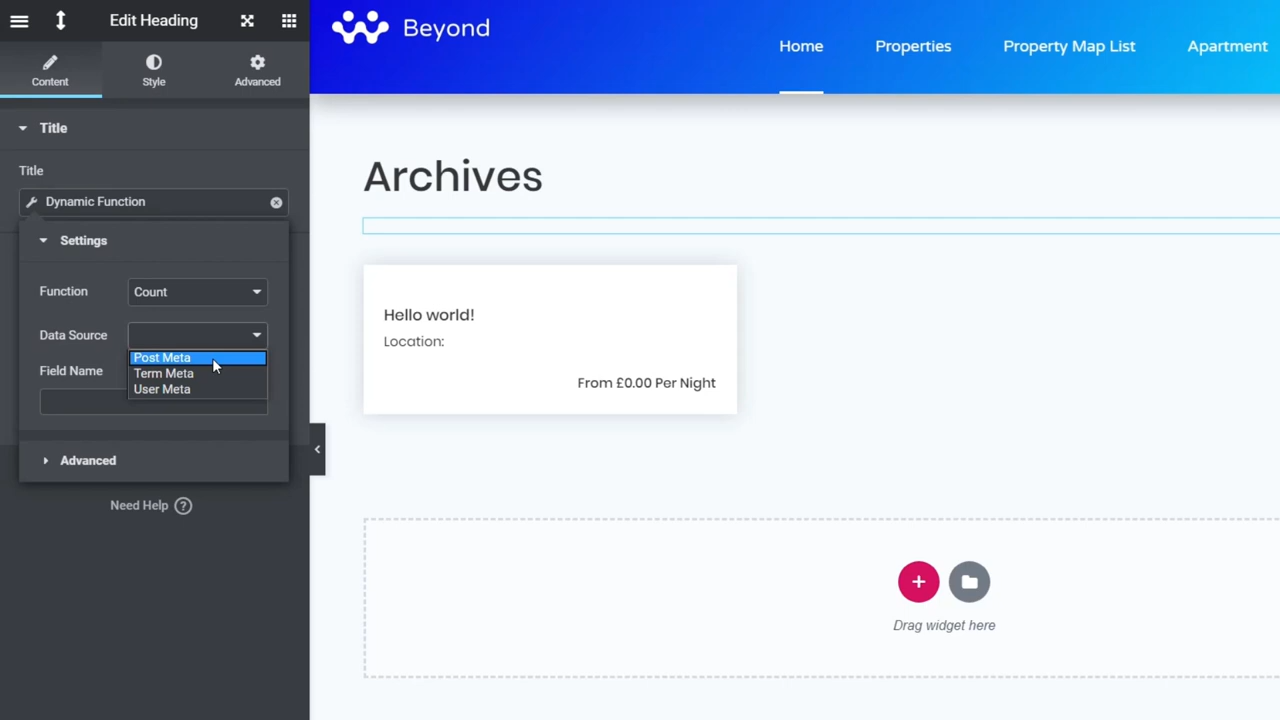 Edit Heading
Content
Style
Advanced
Title
Title
Dynamic Function
Settings
Function
Count
Data Source
Post Meta
Term Meta
User Meta
Field Name
Advanced
Need Help ?
Beyond
Home Properties Property Map List Apartment
Archives
Hello world!
Location:
From £0.00 Per Night
Drag widget here